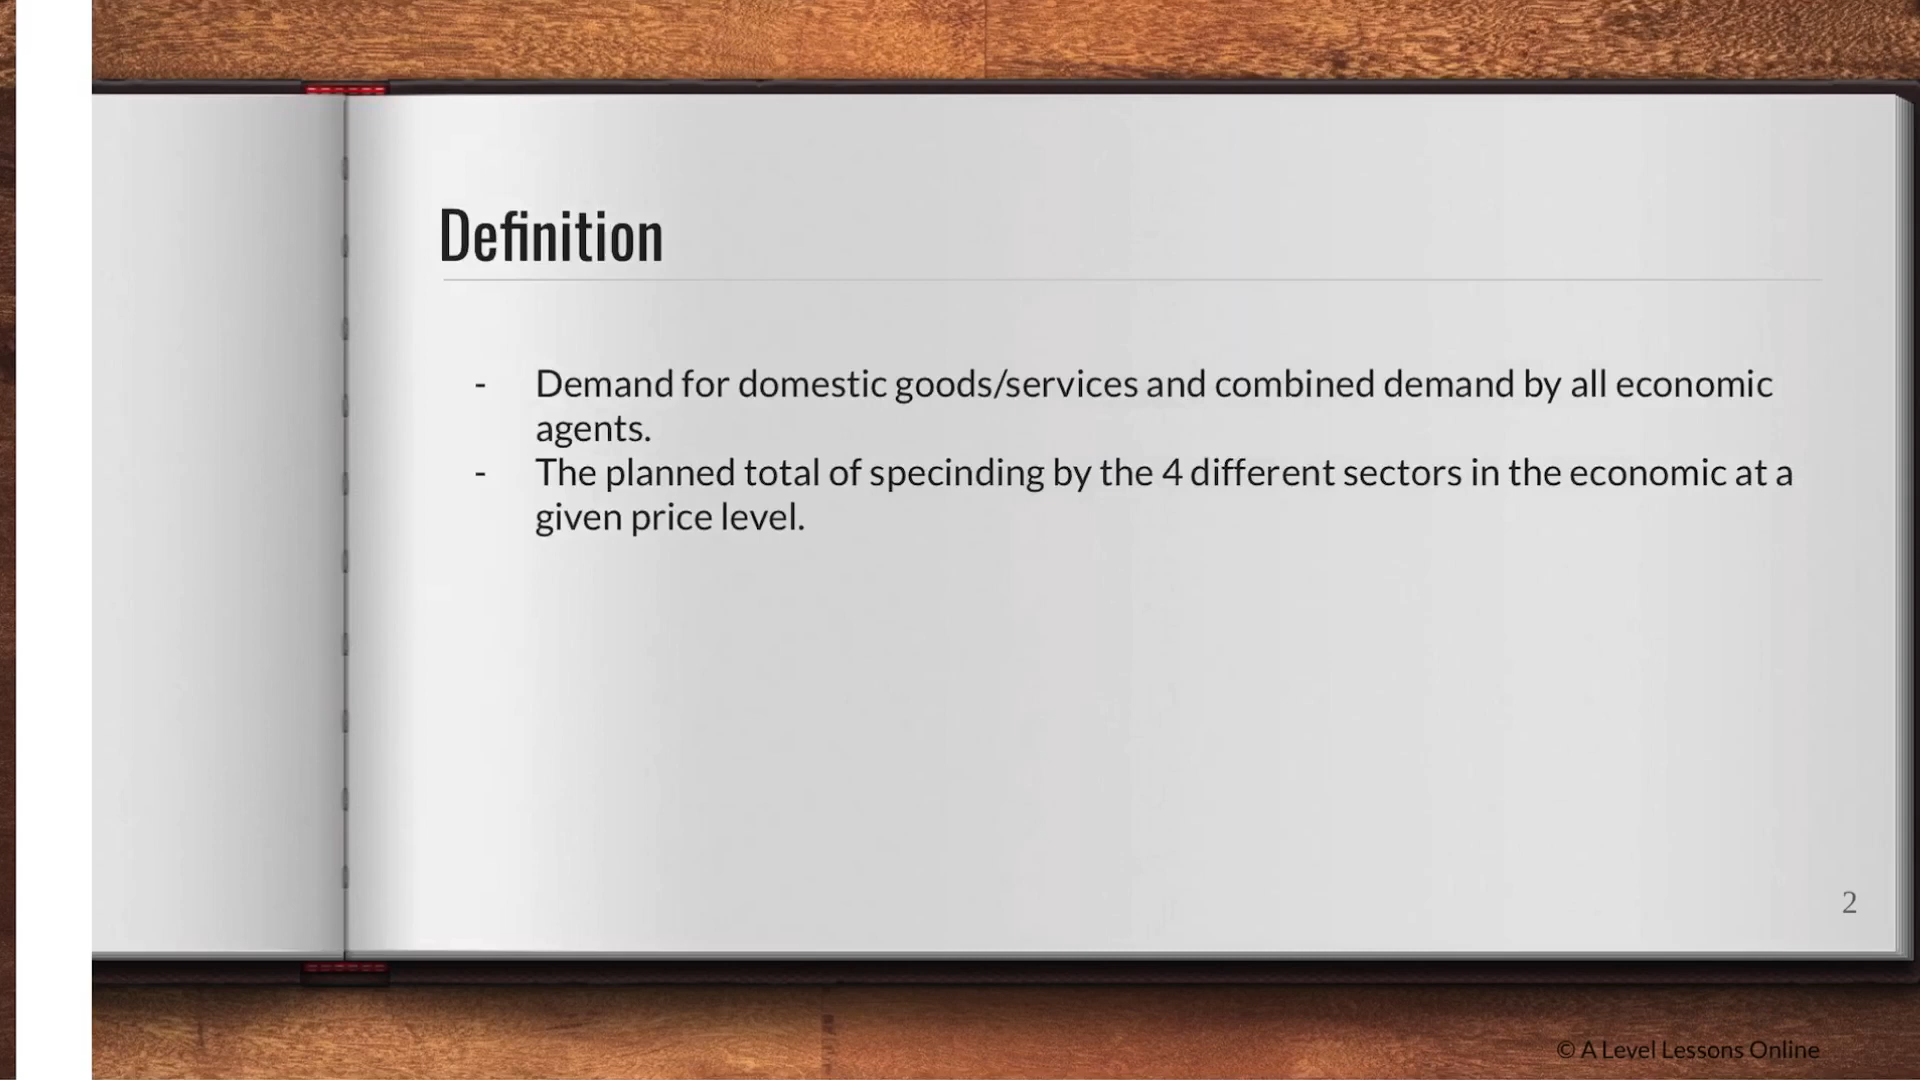 Definition
- Demand for domestic goods/services and combined demand by all economic
agents.
- The planned total of specinding by the 4 different sectors in the economic at a
given price level.
2
© A Level Lessons Online